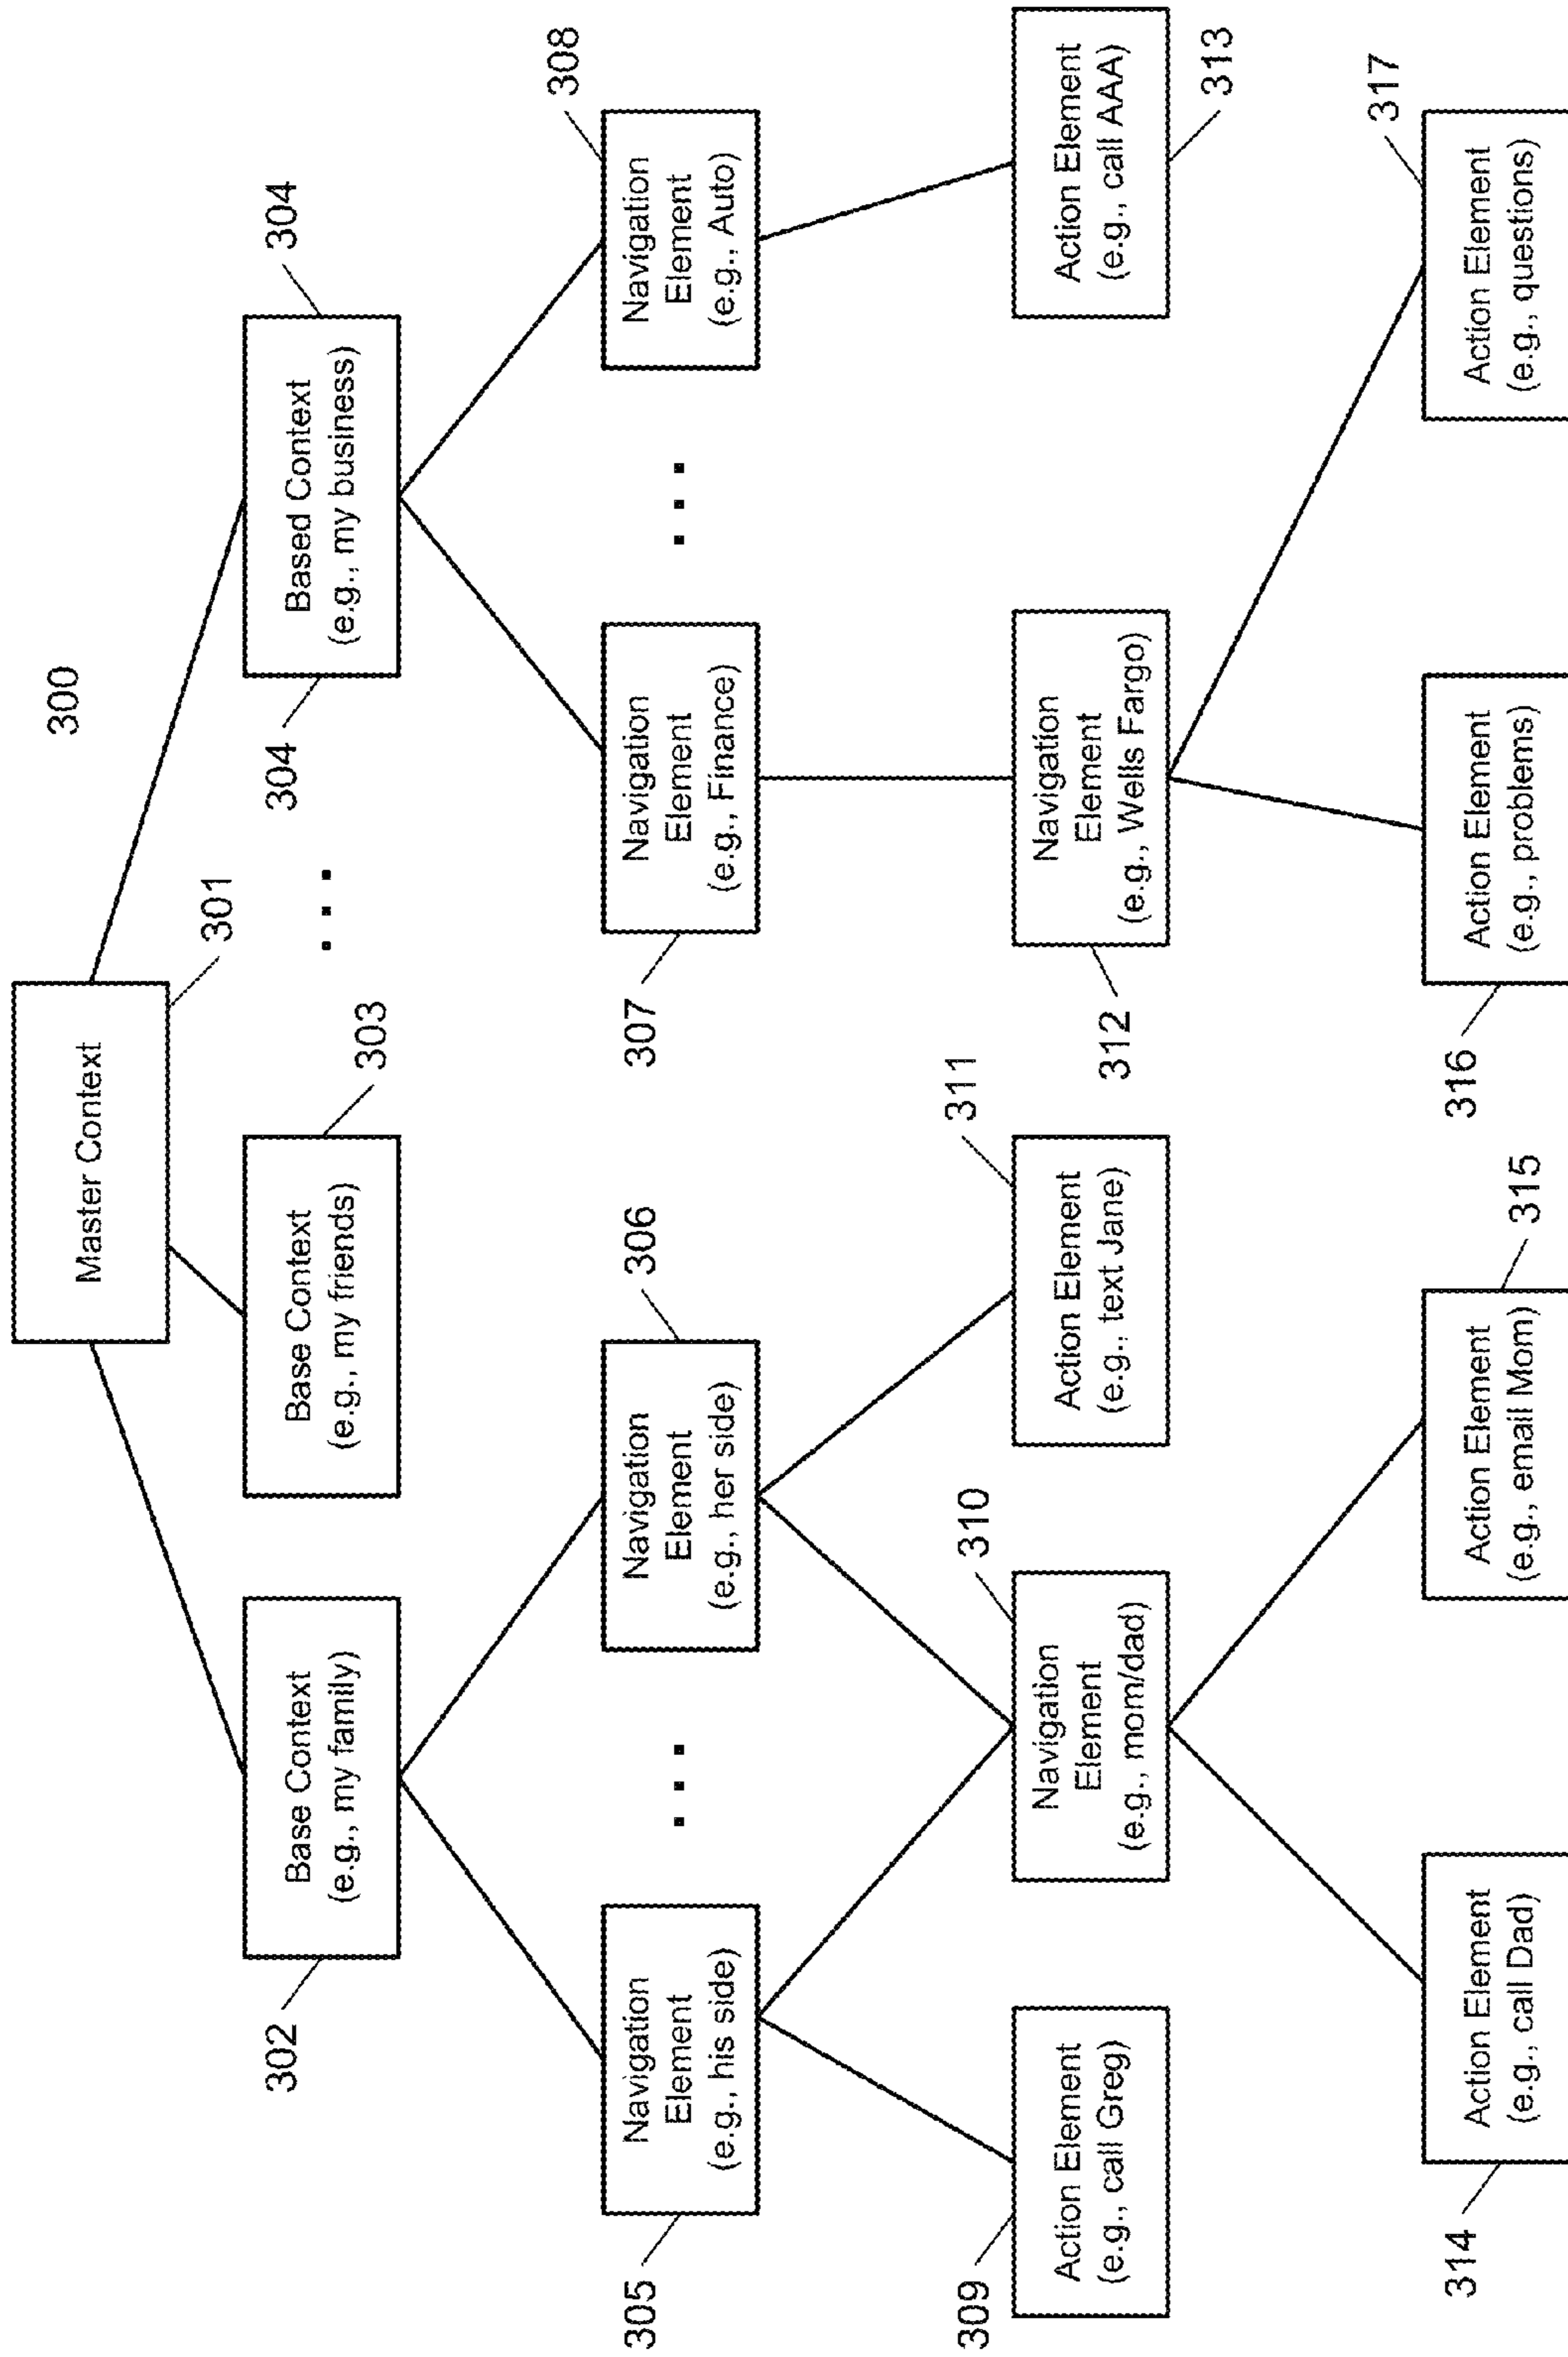 300
Master Context
301
Base Context
(e.g., my family)
302
Base Context
(e.g., my friends)
303
. . .
304
Based Context
(e.g., my business)
304
Navigation
Element
(e.g., his side)
305
. . .
Navigation
Element
(e.g., her side)
306
Navigation
Element
(e.g., Finance)
307
. . .
Navigation
Element
(e.g., Auto)
308
Action Element
(e.g., call Greg)
309
Navigation
Element
(e.g., mom/dad)
310
Action Element
(e.g., text Jane)
311
Navigation
Element
(e.g., Wells Fargo)
312
Action Element
(e.g., call AAA)
313
Action Element
(e.g., call Dad)
314
Action Element
(e.g., email Mom)
315
Action Element
(e.g., problems)
316
Action Element
(e.g., questions)
317